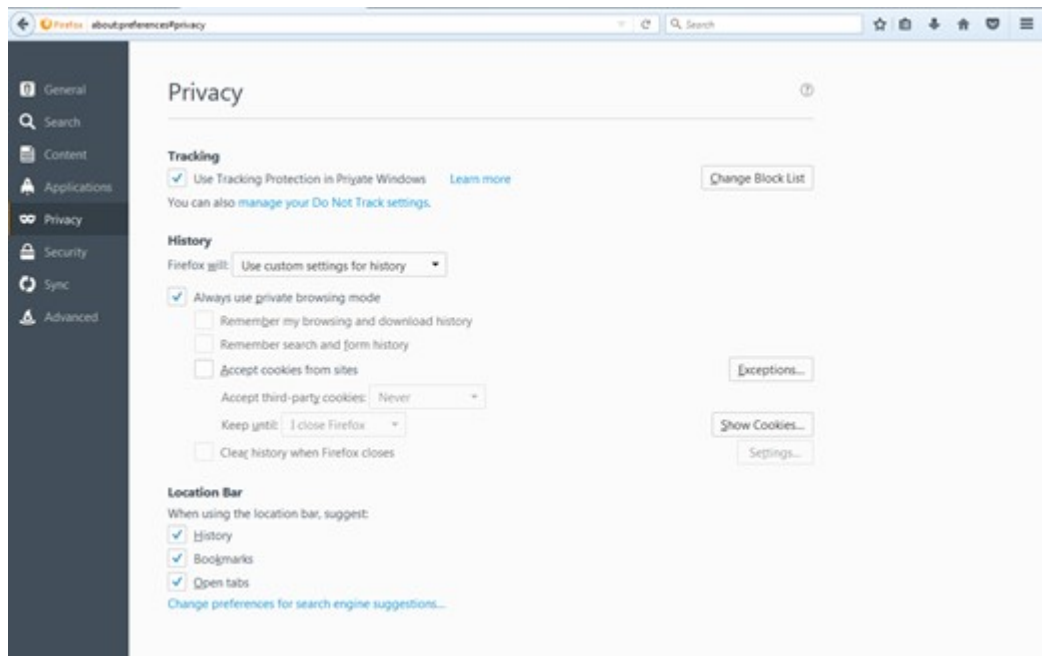 Firefox about:preferences#privacy
Search
General
Search
Content
Applications
Privacy
Security
Sync
Advanced
Privacy
Tracking
Use Tracking Protection in Private Windows Learn more Change Block List
You can also manage your Do Not Track settings.
History
Firefox will: Use custom settings for history
Always use private browsing mode
Remember my browsing and download history
Remember search and form history
Accept cookies from sites Exceptions...
Accept third-party cookies: Never
Keep until: I close Firefox Show Cookies...
Clear history when Firefox closes Settings...
Location Bar
When using the location bar, suggest:
History
Bookmarks
Open tabs
Change preferences for search engine suggestions...